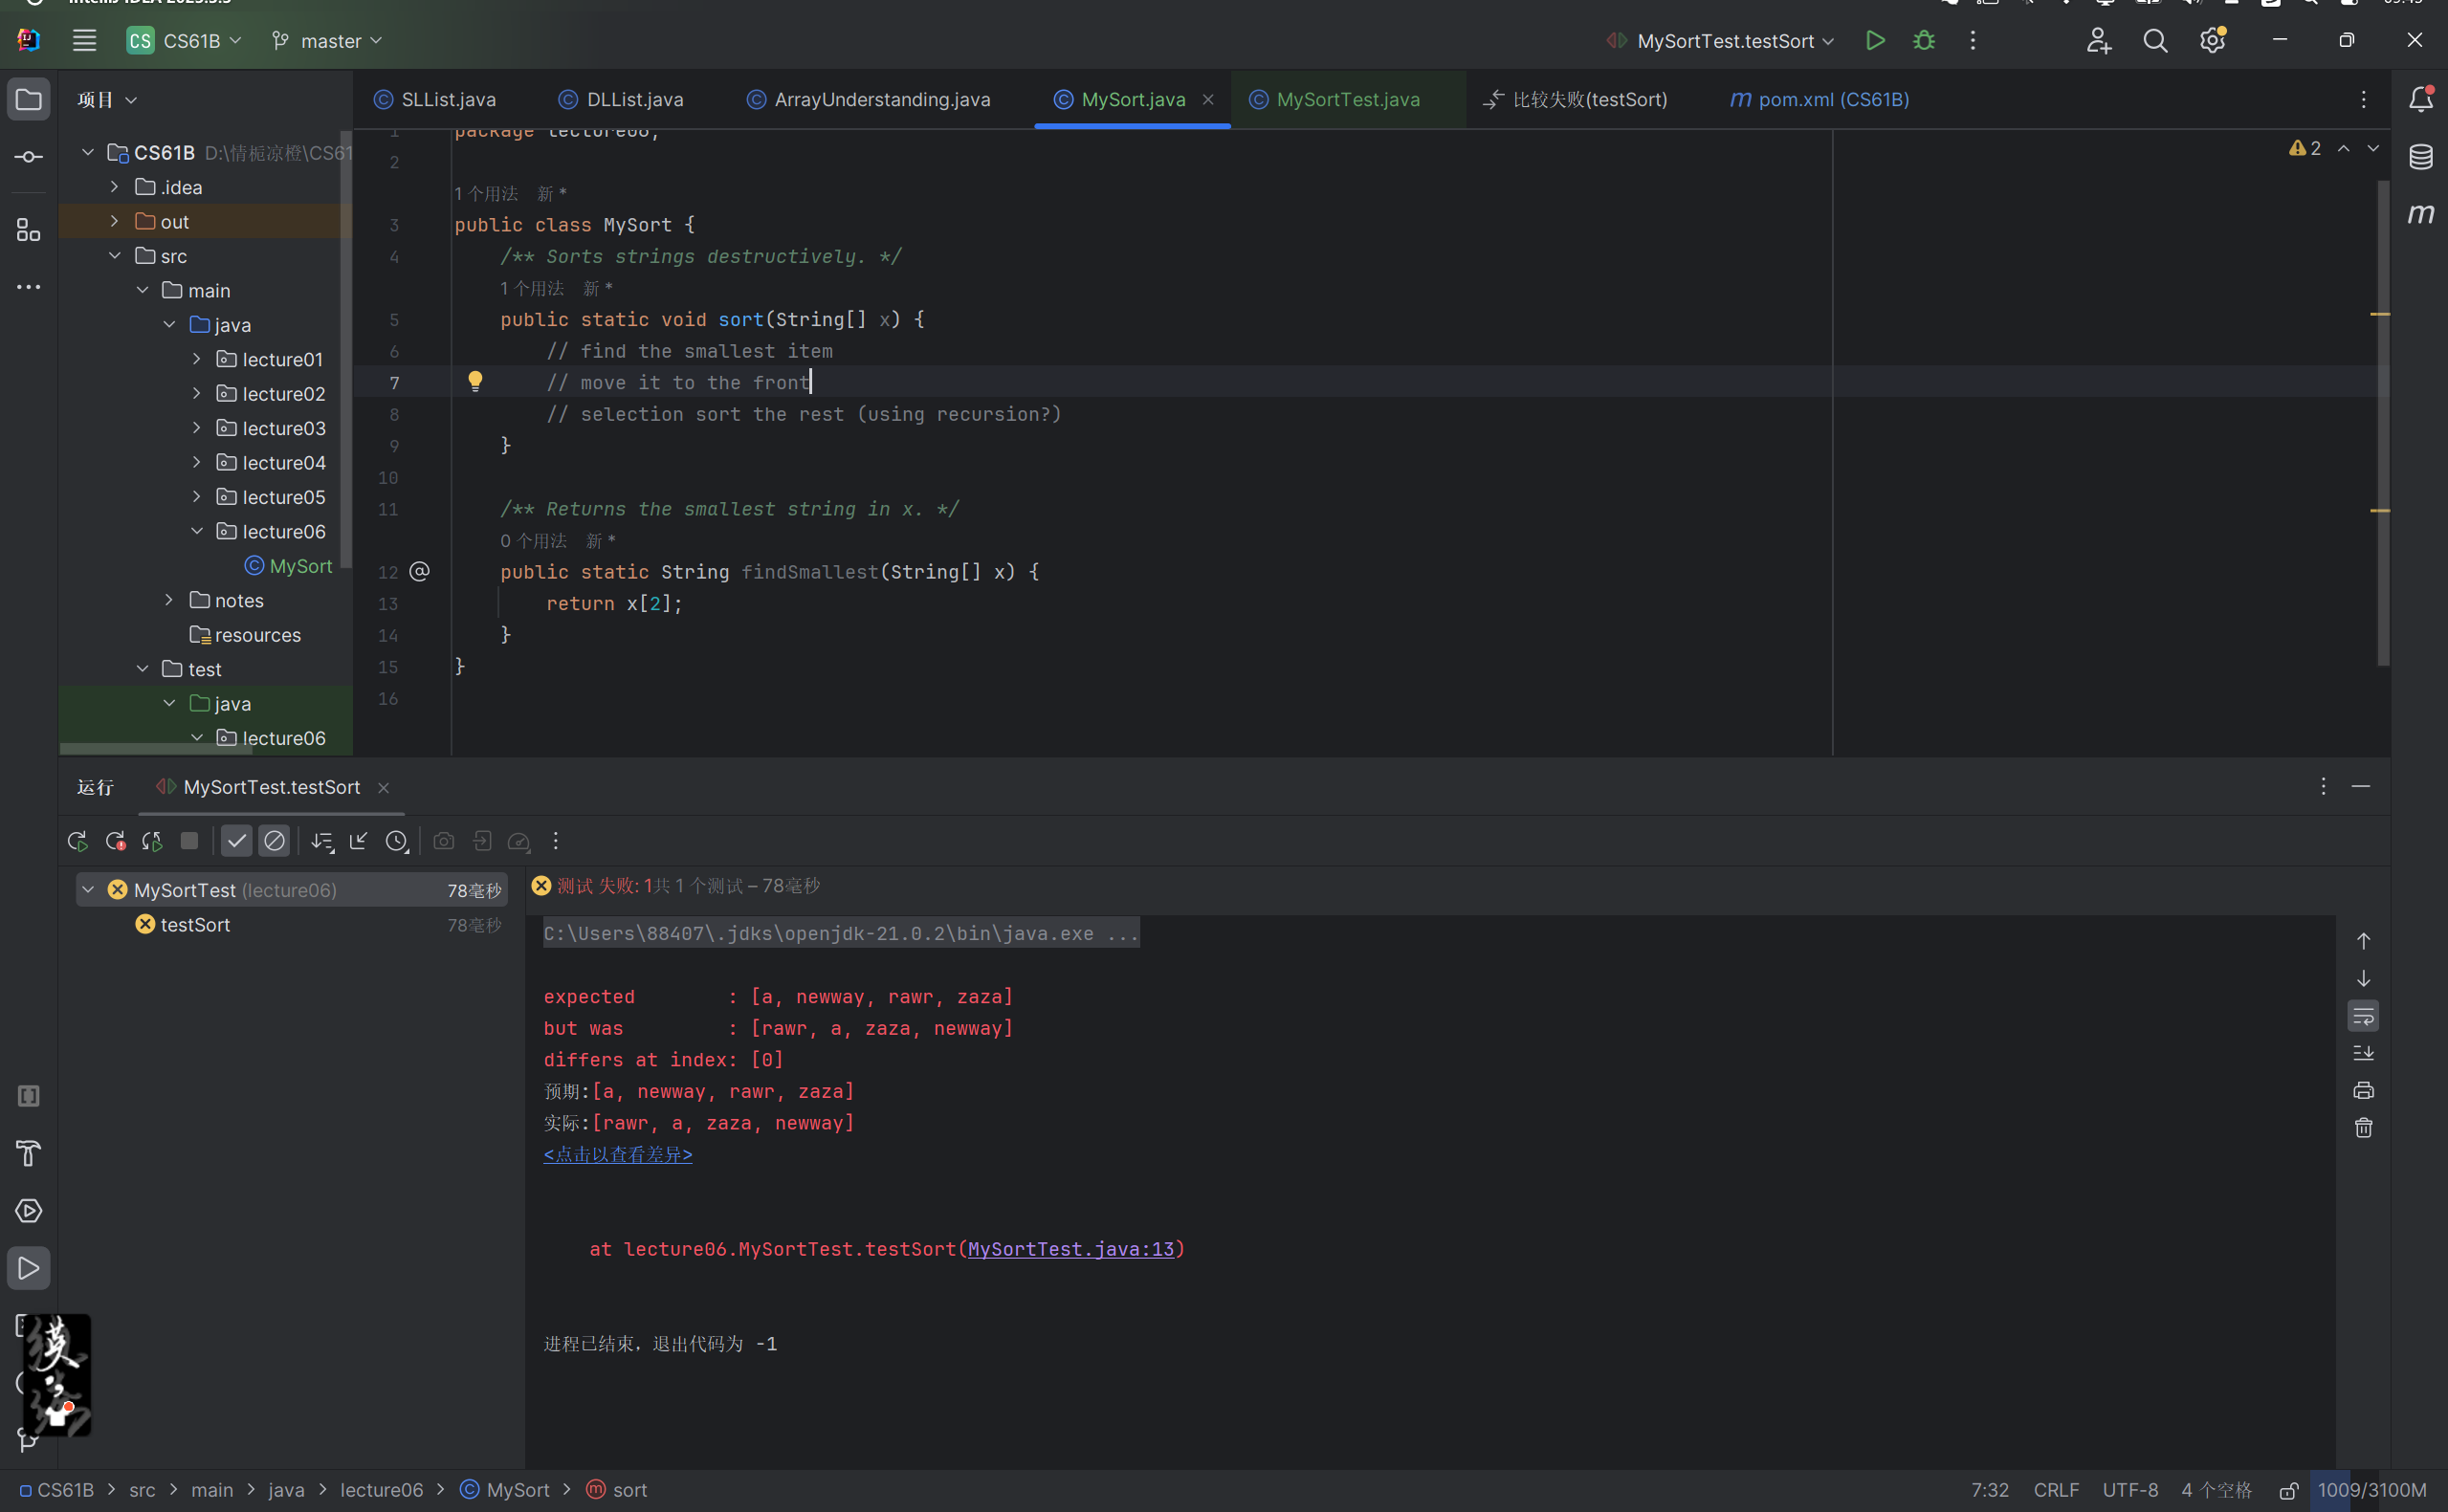 CS CS61B master MySortTest.testSort
项目
SLList.java DLList.java ArrayUnderstanding.java MySort.java MySortTest.java 比较失败(testSort) m pom.xml (CS61B)
CS61B D:\情栀凉橙\CS61
.idea
out
src
main
java
lecture01
lecture02
lecture03
lecture04
lecture05
lecture06
MySort
notes
resources
test
java
lecture06
1 package lecture06;
2
1个用法 新 *
3 public class MySort {
4 /** Sorts strings destructively. */
1个用法 新 *
5 public static void sort(String[] x) {
6 // find the smallest item
7 // move it to the front
8 // selection sort the rest (using recursion?)
9 }
10
11 /** Returns the smallest string in x. */
0个用法 新 *
12 @ public static String findSmallest(String[] x) {
13 return x[2];
14 }
15 }
16
2
运行 MySortTest.testSort
MySortTest (lecture06) 78毫秒
testSort 78毫秒
测试 失败: 1共 1 个测试 – 78毫秒
C:\Users\88407\.jdks\openjdk-21.0.2\bin\java.exe ...
expected : [a, newway, rawr, zaza]
but was : [rawr, a, zaza, newway]
differs at index: [0]
预期:[a, newway, rawr, zaza]
实际:[rawr, a, zaza, newway]
<点击以查看差异>
at lecture06.MySortTest.testSort(MySortTest.java:13)
进程已结束，退出代码为 -1
CS61B > src > main > java > lecture06 > MySort > sort
7:32 CRLF UTF-8 4 个空格 1009/3100M